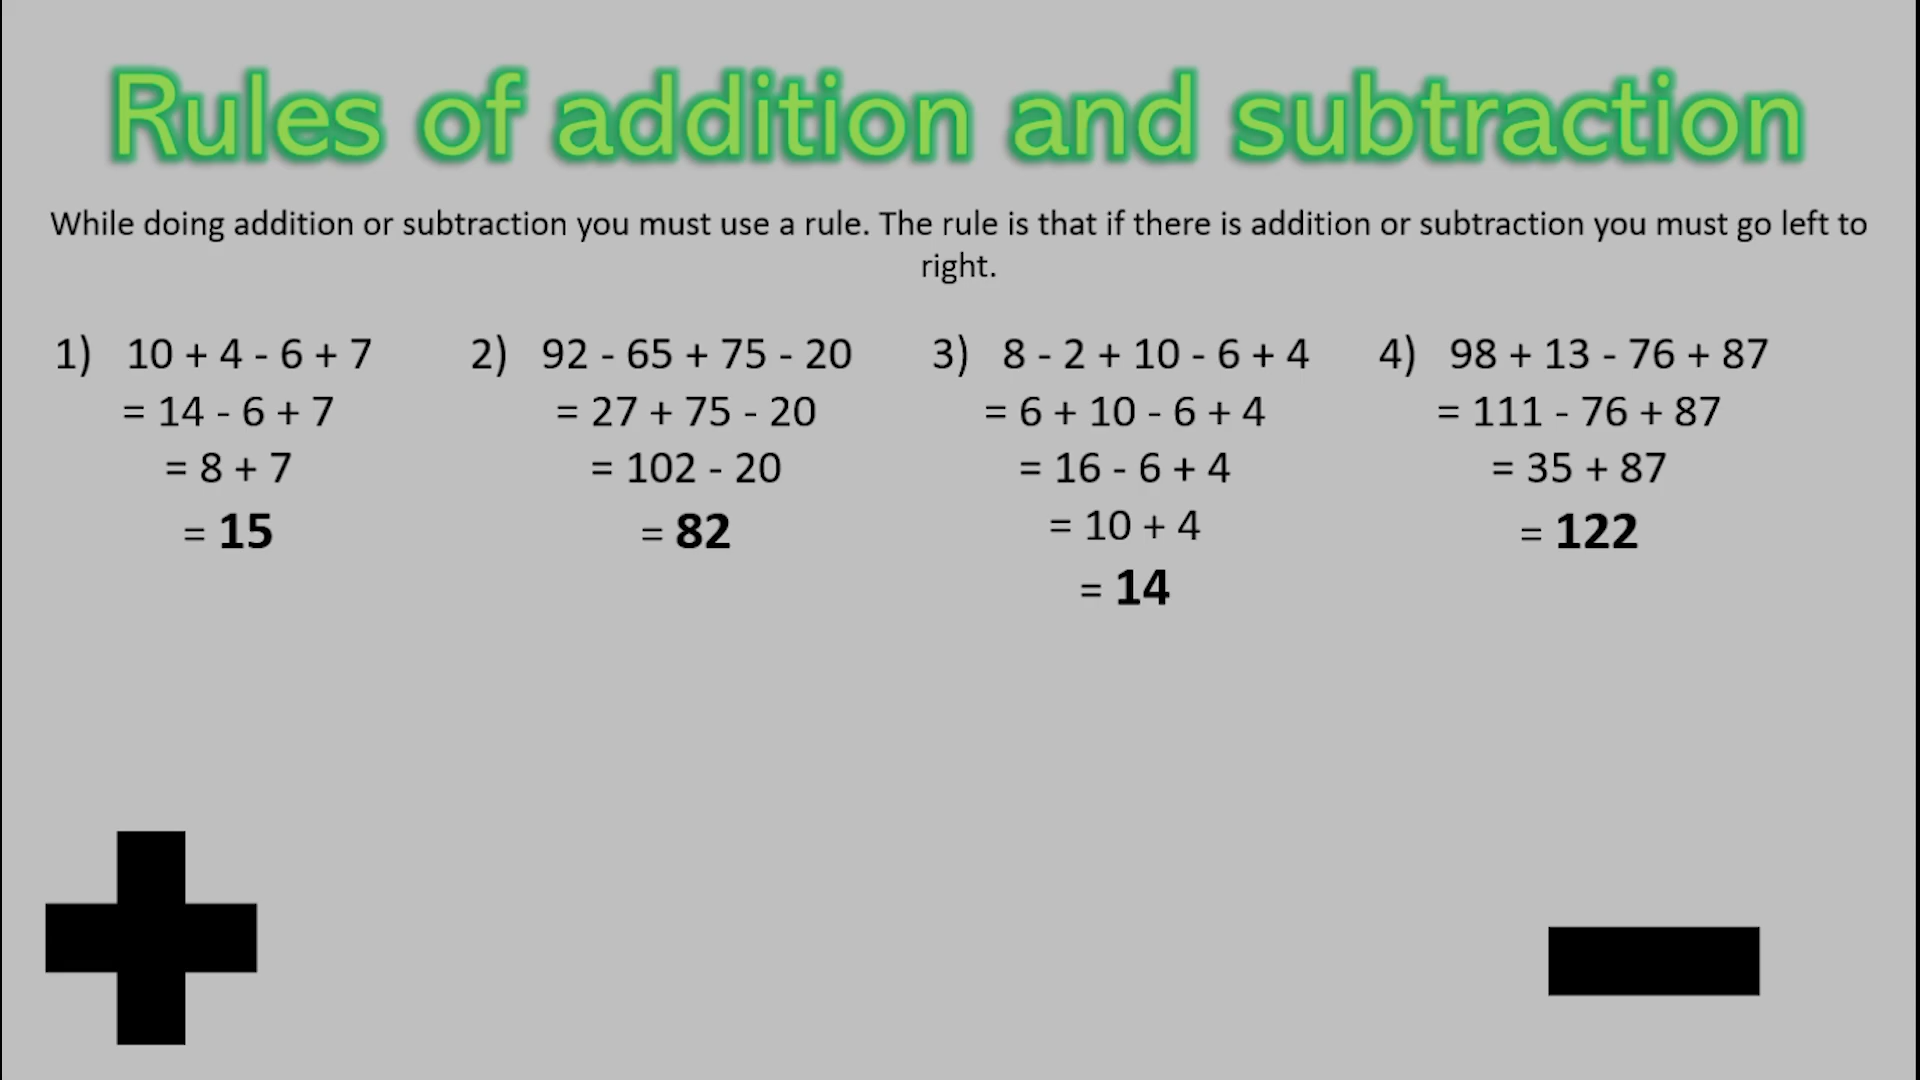 Rules of addition and subtraction
While doing addition or subtraction you must use a rule. The rule is that if there is addition or subtraction you must go left to
right.
1) 10 + 4 - 6 + 7
= 14 - 6 + 7
= 8 + 7
= 15
2) 92 - 65 + 75 - 20
= 27 + 75 - 20
= 102 - 20
= 82
3) 8 - 2 + 10 - 6 + 4
= 6 + 10 - 6 + 4
= 16 - 6 + 4
= 10 + 4
= 14
4) 98 + 13 - 76 + 87
= 111 - 76 + 87
= 35 + 87
= 122